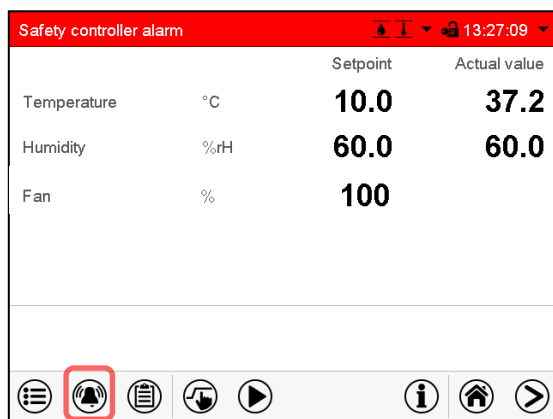 Safety controller alarm 13:27:09
Setpoint Actual value
Temperature °C 10.0 37.2
Humidity %rH 60.0 60.0
Fan % 100